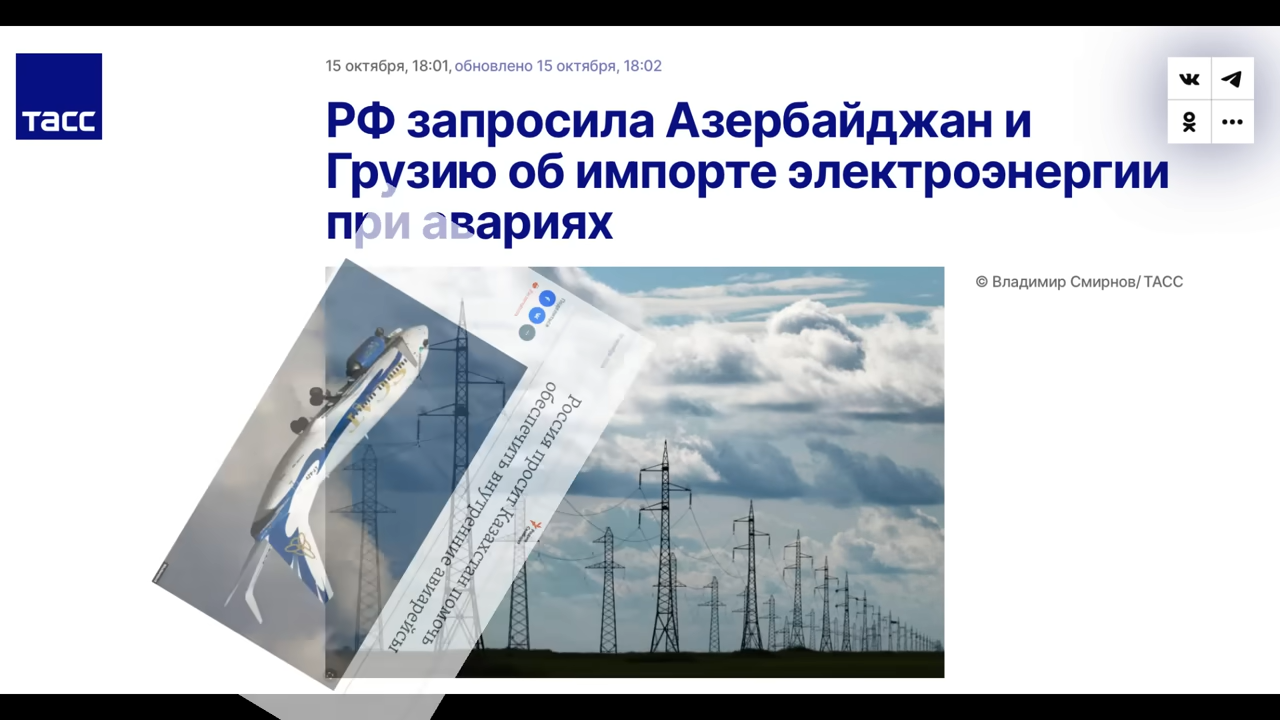 тасс
15 октября, 18:01, обновлено 15 октября, 18:02
РФ запросила Азербайджан и
Грузию об импорте электроэнергии
при авариях
© Владимир Смирнов/ ТАСС
Россия просит Казахстан помочь
обеспечить внутренние авиарейсы